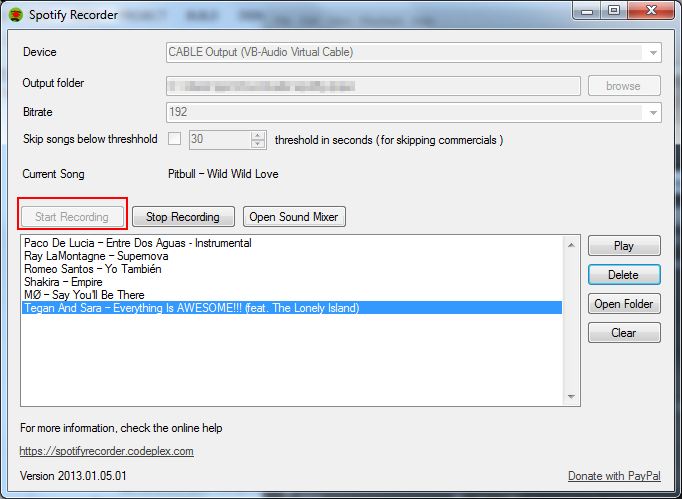 Spotify Recorder
Device
CABLE Output (VB-Audio Virtual Cable)
Output folder
browse
Bitrate
192
Skip songs below threshhold
30
threshold in seconds ( for skipping commercials )
Current Song
Pitbull – Wild Wild Love
Start Recording
Stop Recording
Open Sound Mixer
Paco De Lucia – Entre Dos Aguas - Instrumental
Ray LaMontagne – Supernova
Romeo Santos – Yo También
Shakira – Empire
MØ – Say You'll Be There
Tegan And Sara – Everything Is AWESOME!!! (feat. The Lonely Island)
Play
Delete
Open Folder
Clear
For more information, check the online help
https://spotifyrecorder.codeplex.com
Version 2013.01.05.01
Donate with PayPal